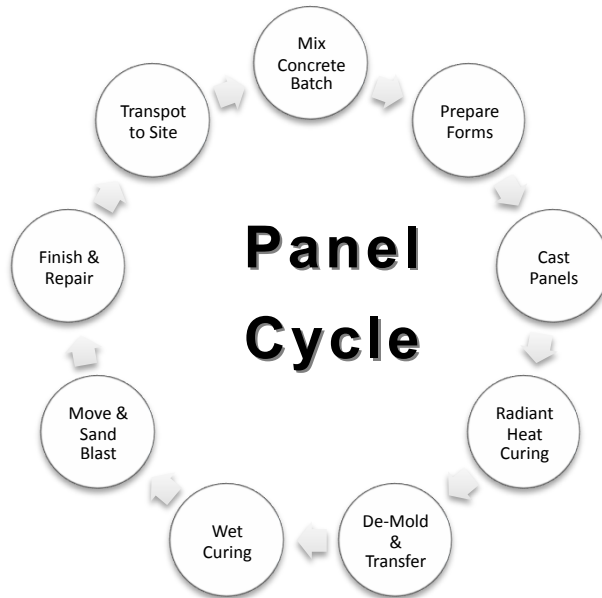 Mix
Concrete
Batch
Prepare
Forms
Cast
Panels
Radiant
Heat
Curing
De-Mold
&
Transfer
Wet
Curing
Move &
Sand
Blast
Finish &
Repair
Transpot
to Site
Panel
Cycle